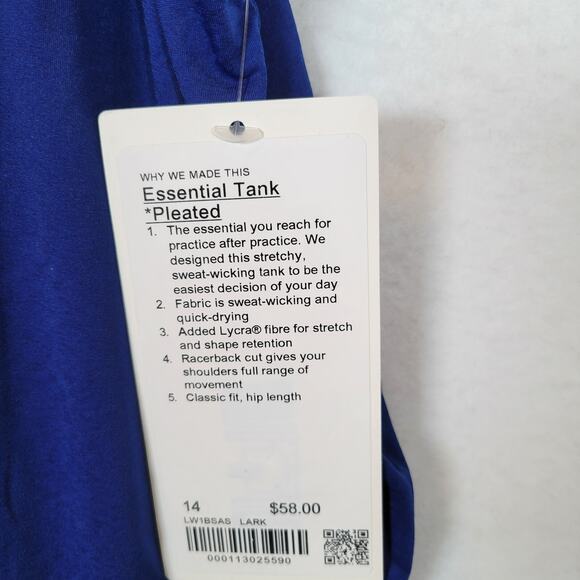 WHY WE MADE THIS
Essential Tank
*Pleated
1. The essential you reach for
practice after practice. We
designed this stretchy,
sweat-wicking tank to be the
easiest decision of your day
2. Fabric is sweat-wicking and
quick-drying
3. Added Lycra® fibre for stretch
and shape retention
4. Racerback cut gives your
shoulders full range of
movement
5. Classic fit, hip length
14 $58.00
LW1BSAS LARK
000113025590